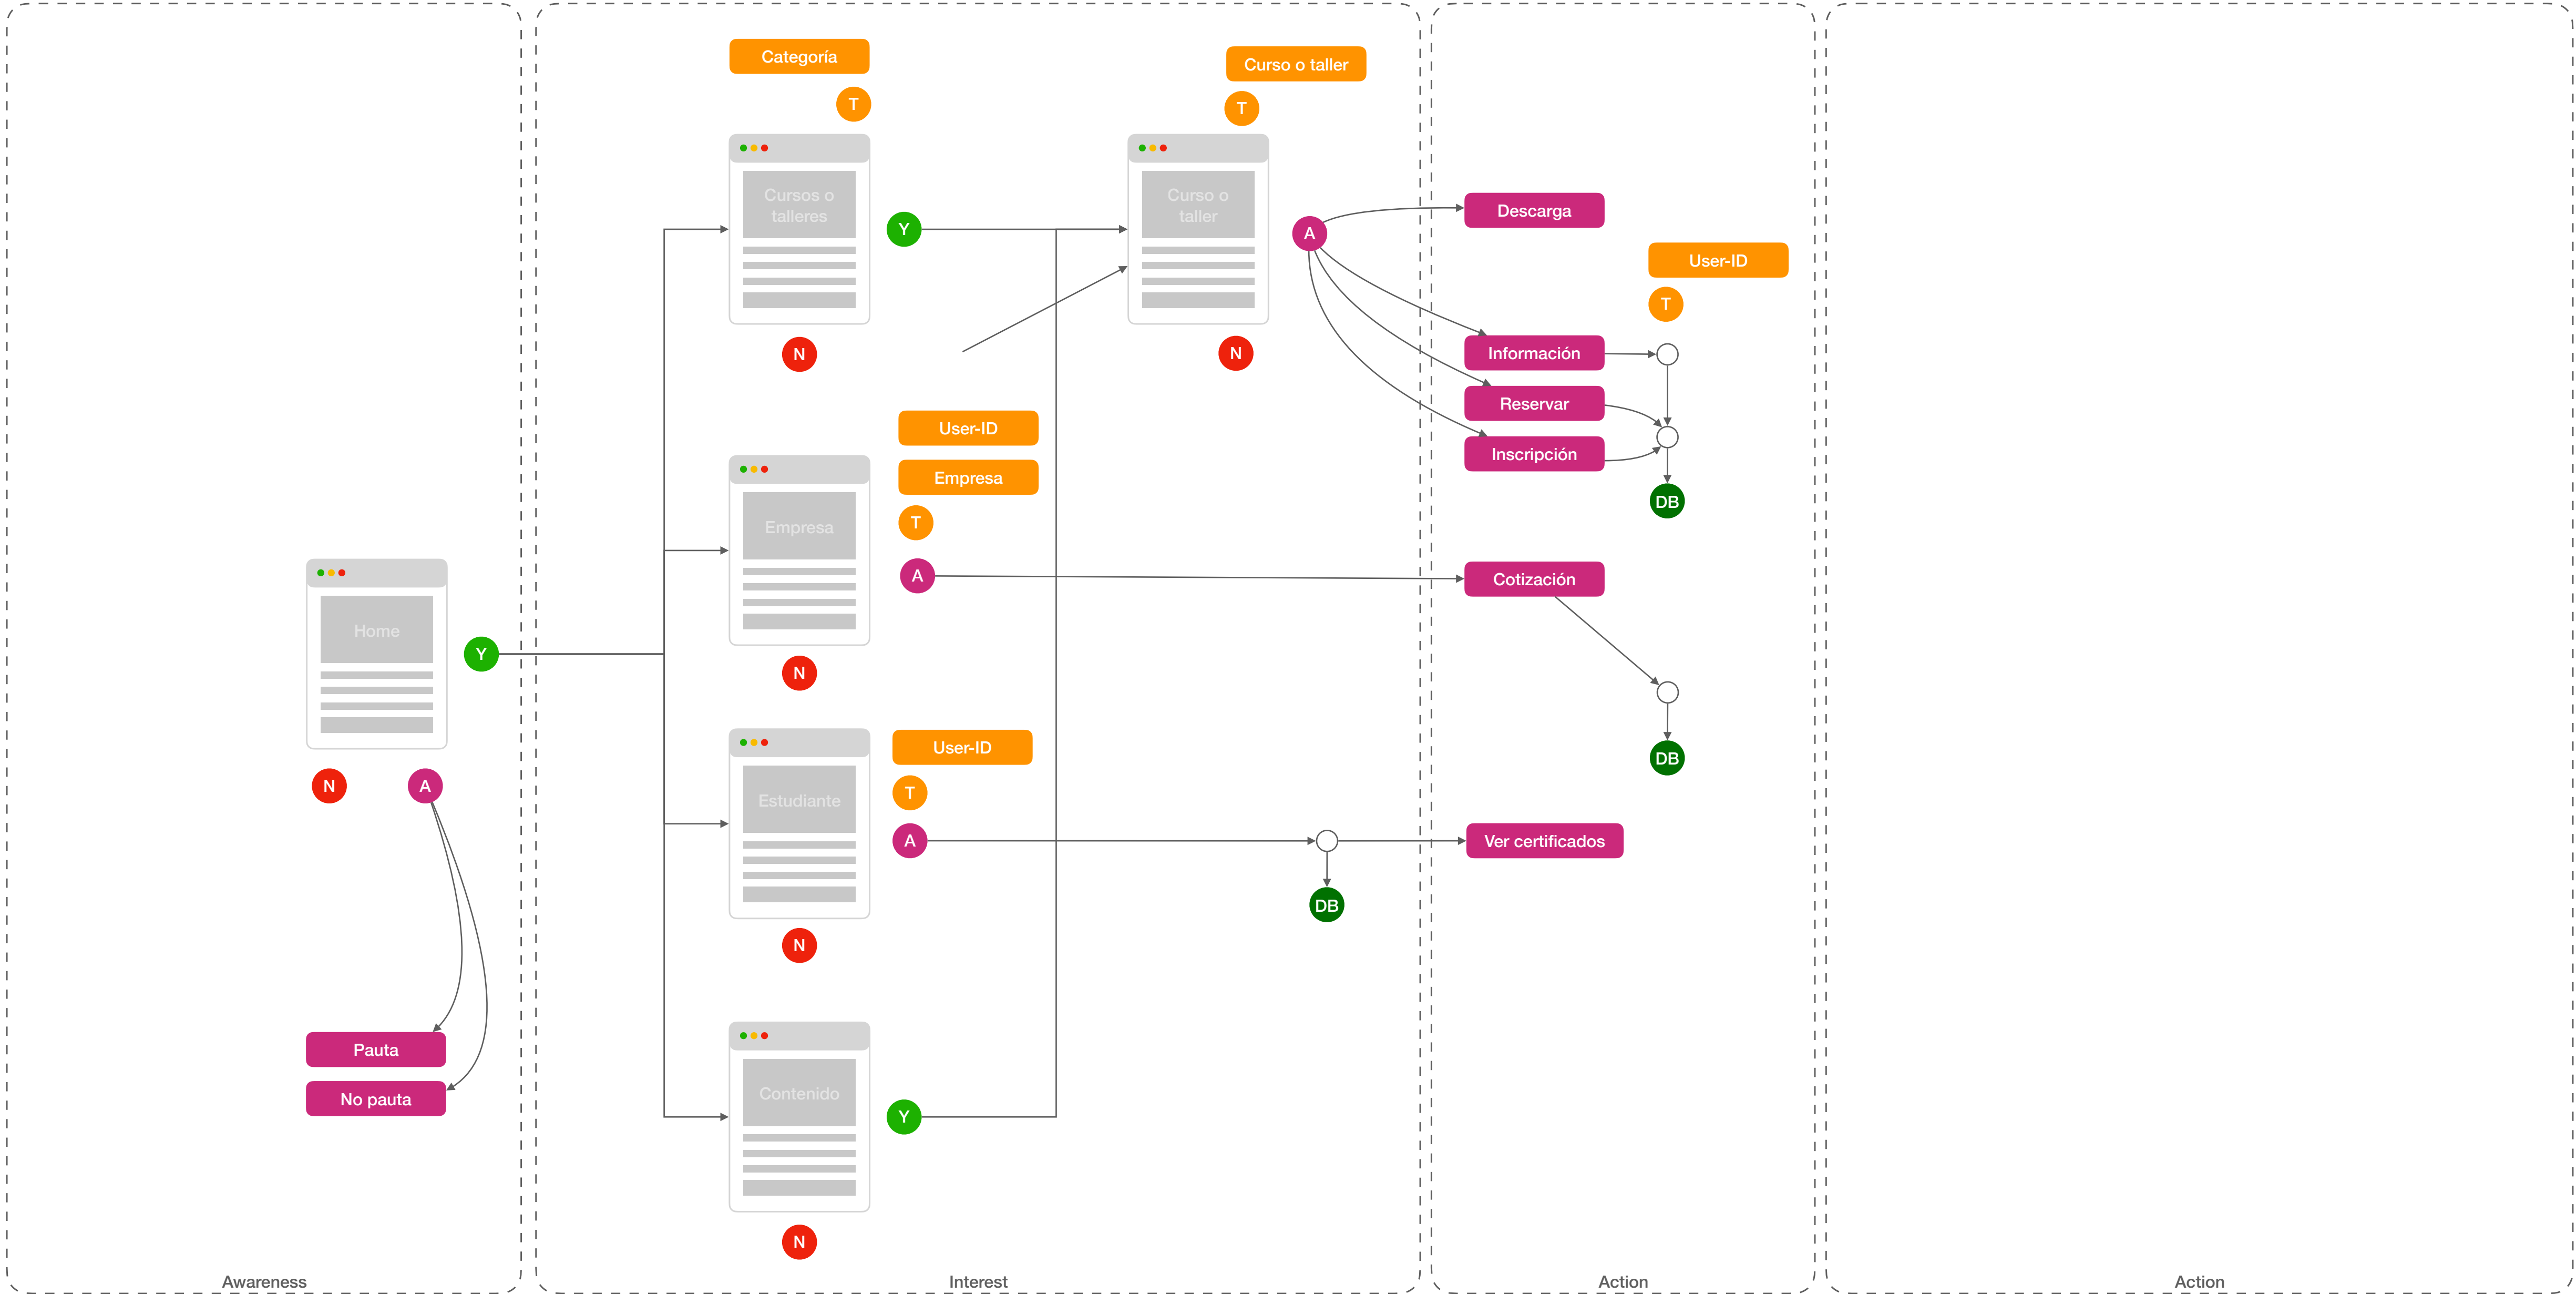 Categoría
T
Cursos o
talleres
Y
N
Curso o taller
T
Curso o
taller
A
N
Descarga
User-ID
T
Información
Reservar
Inscripción
DB
User-ID
Empresa
T
Empresa
A
N
Cotización
DB
Home
Y
N
A
Pauta
No pauta
User-ID
T
Estudiante
A
N
DB
Ver certificados
Contenido
Y
N
Awareness
Interest
Action
Action